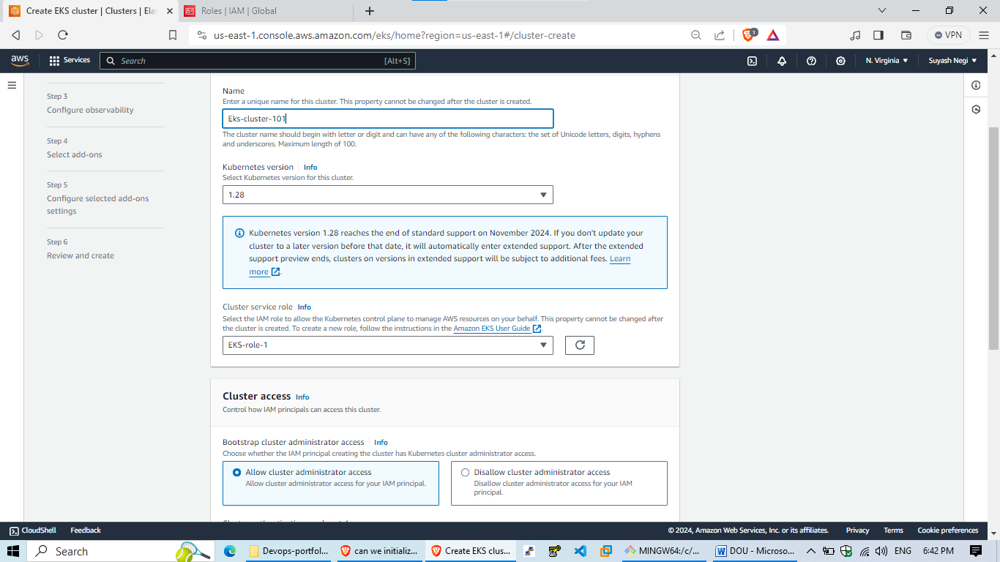 Create EKS cluster | Clusters | Elas
Roles | IAM | Global
us-east-1.console.aws.amazon.com/eks/home?region=us-east-1#/cluster-create
1
VPN
aws
Services
Search
[Alt+S]
N. Virginia
Suyash Negi
Step 3
Configure observability
Step 4
Select add-ons
Step 5
Configure selected add-ons
settings
Step 6
Review and create
Name
Enter a unique name for this cluster. This property cannot be changed after the cluster is created.
Eks-cluster-101
The cluster name should begin with letter or digit and can have any of the following characters: the set of Unicode letters, digits, hyphens
and underscores. Maximum length of 100.
Kubernetes version Info
Select Kubernetes version for this cluster.
1.28
Kubernetes version 1.28 reaches the end of standard support on November 2024. If you don't update your
cluster to a later version before that date, it will automatically enter extended support. After the extended
support preview ends, clusters on versions in extended support will be subject to additional fees. Learn
more.
Cluster service role Info
Select the IAM role to allow the Kubernetes control plane to manage AWS resources on your behalf. This property cannot be changed after
the cluster is created. To create a new role, follow the instructions in the Amazon EKS User Guide.
EKS-role-1
Cluster access Info
Control how IAM principals can access this cluster.
Bootstrap cluster administrator access Info
Choose whether the IAM principal creating the cluster has Kubernetes cluster administrator access.
Allow cluster administrator access
Allow cluster administrator access for your IAM principal.
Disallow cluster administrator access
Disallow cluster administrator access for your IAM
principal.
CloudShell
Feedback
© 2024, Amazon Web Services, Inc. or its affiliates.
Privacy
Terms
Cookie preferences
Search
Devops-portfol...
can we initializ...
Create EKS clus...
MINGW64:/c/...
DOU - Microso...
ENG
6:42 PM